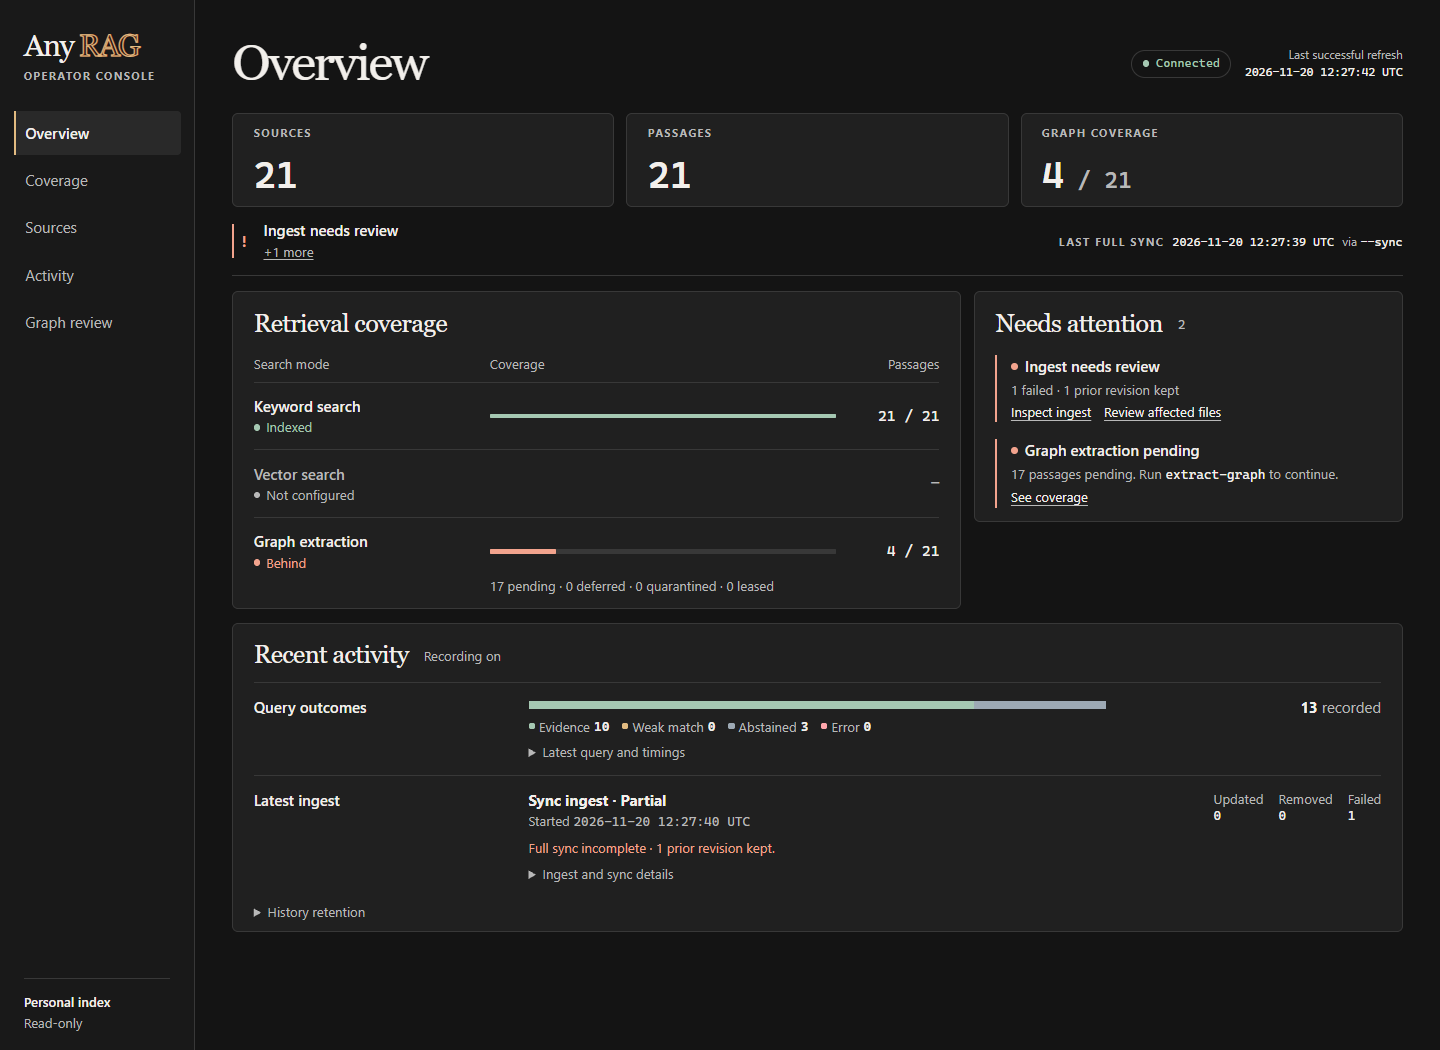 Any RAG
OPERATOR CONSOLE
Overview
Coverage
Sources
Activity
Graph review
Personal index
Read-only
Overview
Connected
Last successful refresh
2026-11-20 12:27:42 UTC
SOURCES
21
PASSAGES
21
GRAPH COVERAGE
4 / 21
! Ingest needs review
+1 more
LAST FULL SYNC 2026-11-20 12:27:39 UTC via --sync
Retrieval coverage
Search mode Coverage Passages
Keyword search
Indexed
21 / 21
Vector search
Not configured
—
Graph extraction
Behind
4 / 21
17 pending · 0 deferred · 0 quarantined · 0 leased
Needs attention 2
Ingest needs review
1 failed · 1 prior revision kept
Inspect ingest Review affected files
Graph extraction pending
17 passages pending. Run extract-graph to continue.
See coverage
Recent activity Recording on
Query outcomes
13 recorded
Evidence 10 Weak match 0 Abstained 3 Error 0
Latest query and timings
Latest ingest
Sync ingest · Partial
Started 2026-11-20 12:27:40 UTC
Full sync incomplete · 1 prior revision kept.
Ingest and sync details
Updated Removed Failed
0 0 1
History retention